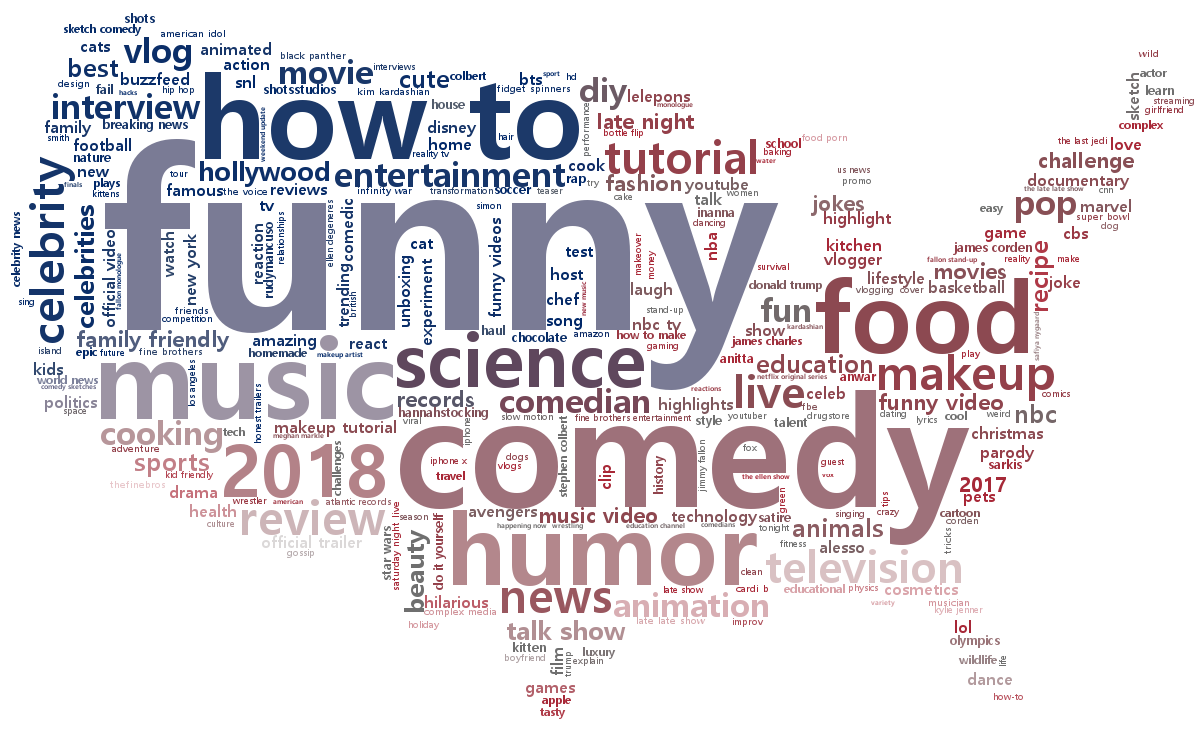 shots
sketch comedy
american idol
cats
vlog
animated
wild
black panther
best
action
movie
interviews
actor
design
buzzfeed
snl
cute
colbert
bts
sport
hd
sketch
learn
fail
hacks
hip hop
shotsstudios
kim kardashian
fidget spinners
diy
lelepons
streaming
interview
how to
house
monologue
girlfriend
family
breaking news
weekend update
disney
performance
late night
complex
smith
football
hair
bottle flip
food porn
the last jedi
love
nature
home
reality tv
tutorial
school
baking
challenge
finals
new
tour
hollywood
entertainment
cook
water
us news
documentary
celebrity
plays
famous
the voice
reviews
infinity war
transformation
soccer
teaser
rap
try
fashion
youtube
promo
the late late show
cnn
kittens
cake
talk
women
jokes
easy
pop
marvel
celebrities
tv
funny
simon
inanna
highlight
super bowl
dog
official video
fallon monologue
watch
new york
reaction
rudymancuso
relationships
ellen degeneres
trending
british
comedic
cat
funny videos
test
dancing
nba
kitchen
game
cbs
celebrity news
unboxing
experiment
host
makeover
money
vlogger
james corden
fallon stand-up
reality
make
recipe
laugh
survival
lifestyle
movies
joke
sing
friends
competition
chef
new music
donald trump
vlogging
cover
basketball
island
song
stand-up
fun
food
family friendly
amazing
react
haul
chocolate
amazon
nbc ty
kardashian
safiya nygaard
epic
future
fine brothers
homemade
makeup artist
how to make
show
james charles
kids
science
gaming
anitta
education
play
world news
comedy sketches
music
los angeles
netflix original series
anwar
makeup
politics
records
comedian
reactions
live
celeb
comics
space
honest trailers
hannahstocking
slow motion
fine brothers entertainment
highlights
youtuber
fbe
drugstore
dating
funny video
nbc
cooking
tech
makeup tutorial
viral
iphone
style
talent
lyrics
cool
weird
adventure
meghan markle
challenges
comedy
christmas
sports
kid friendly
2018
iphone x
dogs
vlogs
stephen colbert
clip
history
jimmy fallon
fox
guest
parody
sarkis
thefinebros
travel
the ellen show
vox
drama
wrestler
american
atlantic records
green
tips
2017
pets
health
review
season
avengers
music video
technology
satire
singing
crazy
cartoon
culture
saturday night live
happening now
wrestling
education channel
comedians
tonight
animals
corden
official trailer
star wars
do it yourself
humor
fitness
alesso
tricks
gossip
beauty
clean
television
late show
cardi b
educational
physics
cosmetics
hilarious
news
animation
variety
musician
complex media
kylie jenner
holiday
talk show
late late show
improv
lol
kitten
olympics
boyfriend
film
trump
luxury
explain
wildlife
life
games
dance
apple
how-to
tasty